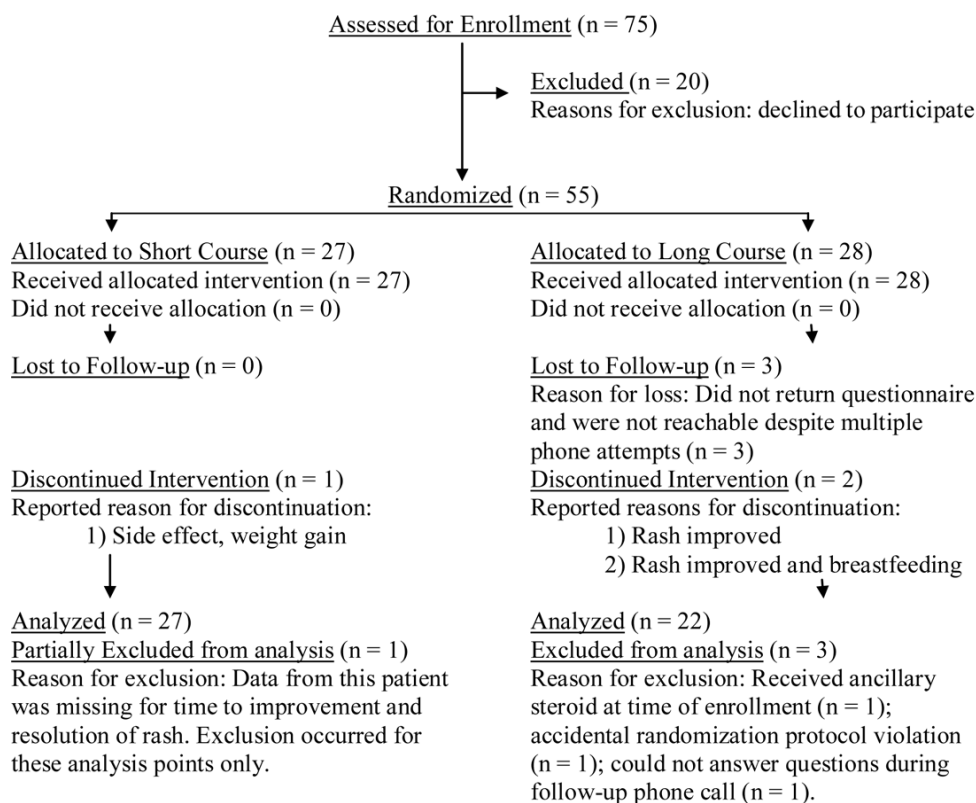 Assessed for Enrollment (n = 75)
Excluded (n = 20)
Reasons for exclusion: declined to participate
Randomized (n = 55)
Allocated to Short Course (n = 27)
Received allocated intervention (n = 27)
Did not receive allocation (n = 0)
Lost to Follow-up (n = 0)
Discontinued Intervention (n = 1)
Reported reason for discontinuation:
1) Side effect, weight gain
Analyzed (n = 27)
Partially Excluded from analysis (n = 1)
Reason for exclusion: Data from this patient
was missing for time to improvement and
resolution of rash. Exclusion occurred for
these analysis points only.
Allocated to Long Course (n = 28)
Received allocated intervention (n = 28)
Did not receive allocation (n = 0)
Lost to Follow-up (n = 3)
Reason for loss: Did not return questionnaire
and were not reachable despite multiple
phone attempts (n = 3)
Discontinued Intervention (n = 2)
Reported reasons for discontinuation:
1) Rash improved
2) Rash improved and breastfeeding
Analyzed (n = 22)
Excluded from analysis (n = 3)
Reason for exclusion: Received ancillary
steroid at time of enrollment (n = 1);
accidental randomization protocol violation
(n = 1); could not answer questions during
follow-up phone call (n = 1).